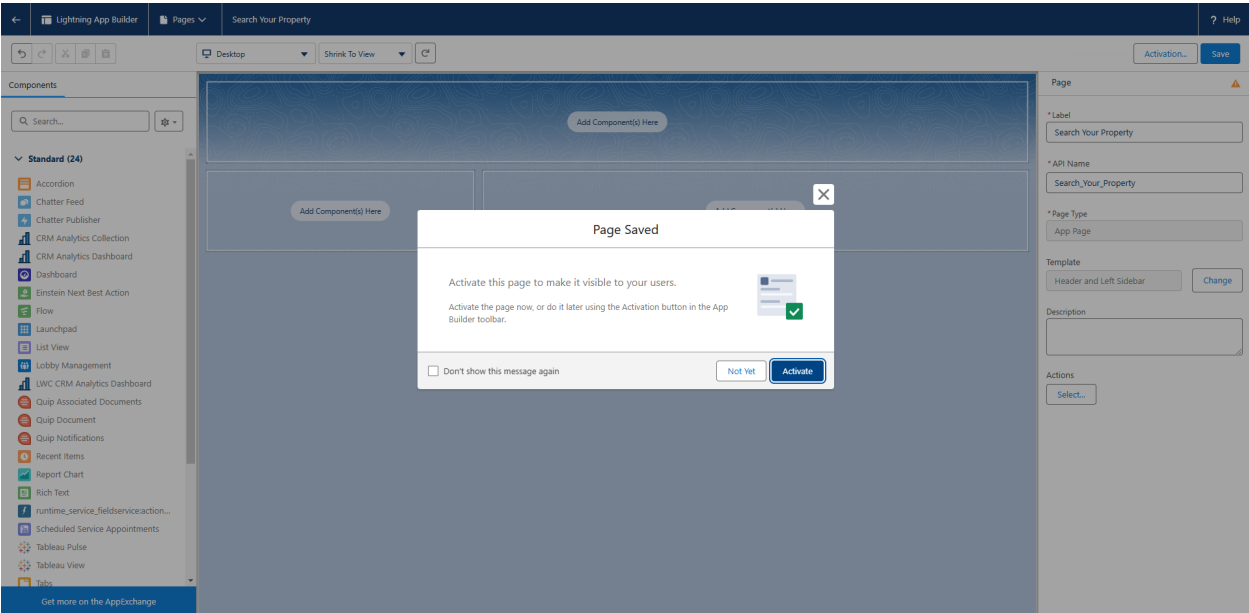 Lightning App Builder
Pages
Search Your Property
? Help
Desktop
Shrink To View
Activation...
Save
Components
Search...
Standard (24)
Accordion
Chatter Feed
Chatter Publisher
CRM Analytics Collection
CRM Analytics Dashboard
Dashboard
Einstein Next Best Action
Flow
Launchpad
List View
Lobby Management
LWC CRM Analytics Dashboard
Quip Associated Documents
Quip Document
Quip Notifications
Recent Items
Report Chart
Rich Text
runtime_service_fieldservice:action...
Scheduled Service Appointments
Tableau Pulse
Tableau View
Tabs
Get more on the AppExchange
Add Component(s) Here
Add Component(s) Here
Page Saved
Activate this page to make it visible to your users.
Activate the page now, or do it later using the Activation button in the App
Builder toolbar.
Don't show this message again
Not Yet
Activate
Page
* Label
Search Your Property
* API Name
Search_Your_Property
* Page Type
App Page
Template
Header and Left Sidebar
Change
Description
Actions
Select...